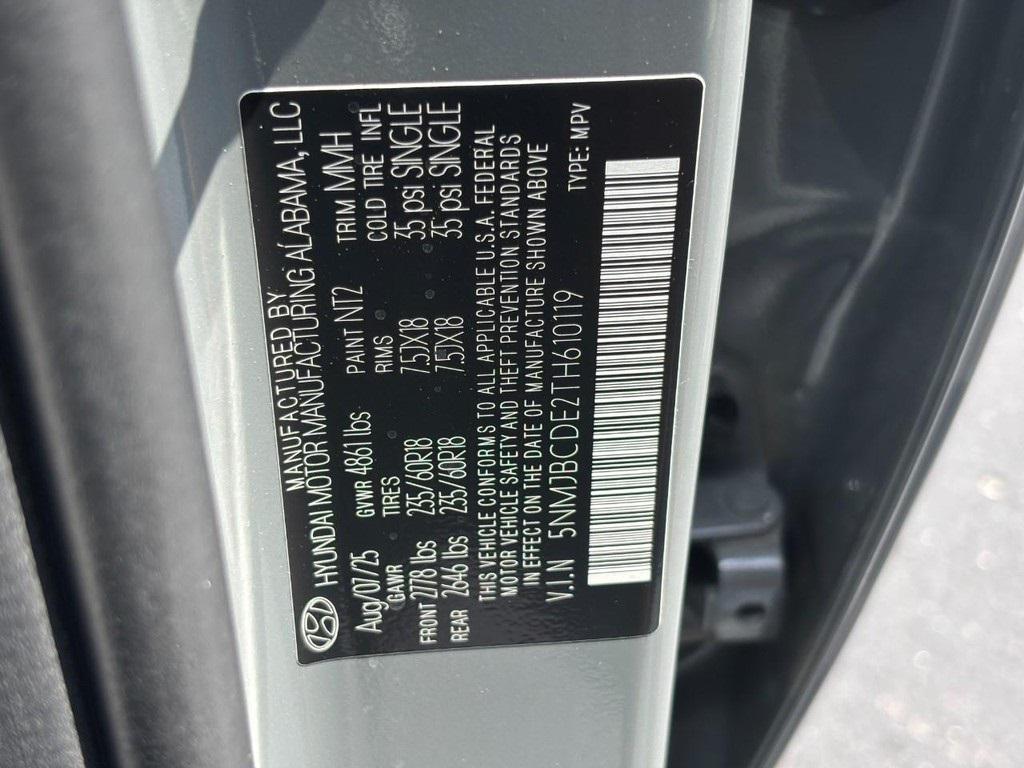 MANUFACTURED BY
HYUNDAI MOTOR MANUFACTURING ALABAMA, LLC
Aug/07/25 GVWR 4861 lbs PAINT NT2 TRIM MMH
GAWR TIRES RIMS COLD TIRE INFL
FRONT 2778 lbs 235/60R18 7.5JX18 35 psi SINGLE
REAR 2646 lbs 235/60R18 7.5JX18 35 psi SINGLE
THIS VEHICLE CONFORMS TO ALL APPLICABLE U.S.A. FEDERAL
MOTOR VEHICLE SAFETY AND THEFT PREVENTION STANDARDS
IN EFFECT ON THE DATE OF MANUFACTURE SHOWN ABOVE
V.I.N 5NMJBCDE2TH610119 TYPE: MPV